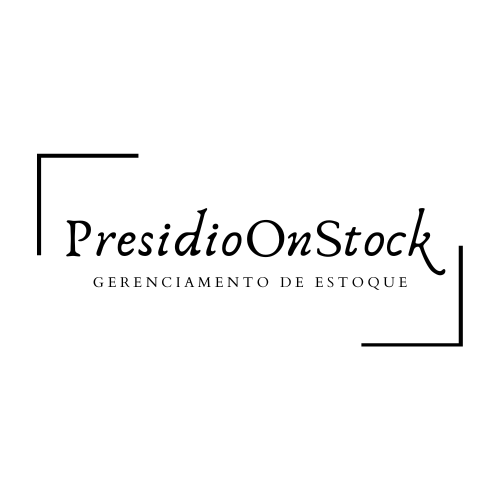 PresidioOnStock
GERENCIAMENTO DE ESTOQUE